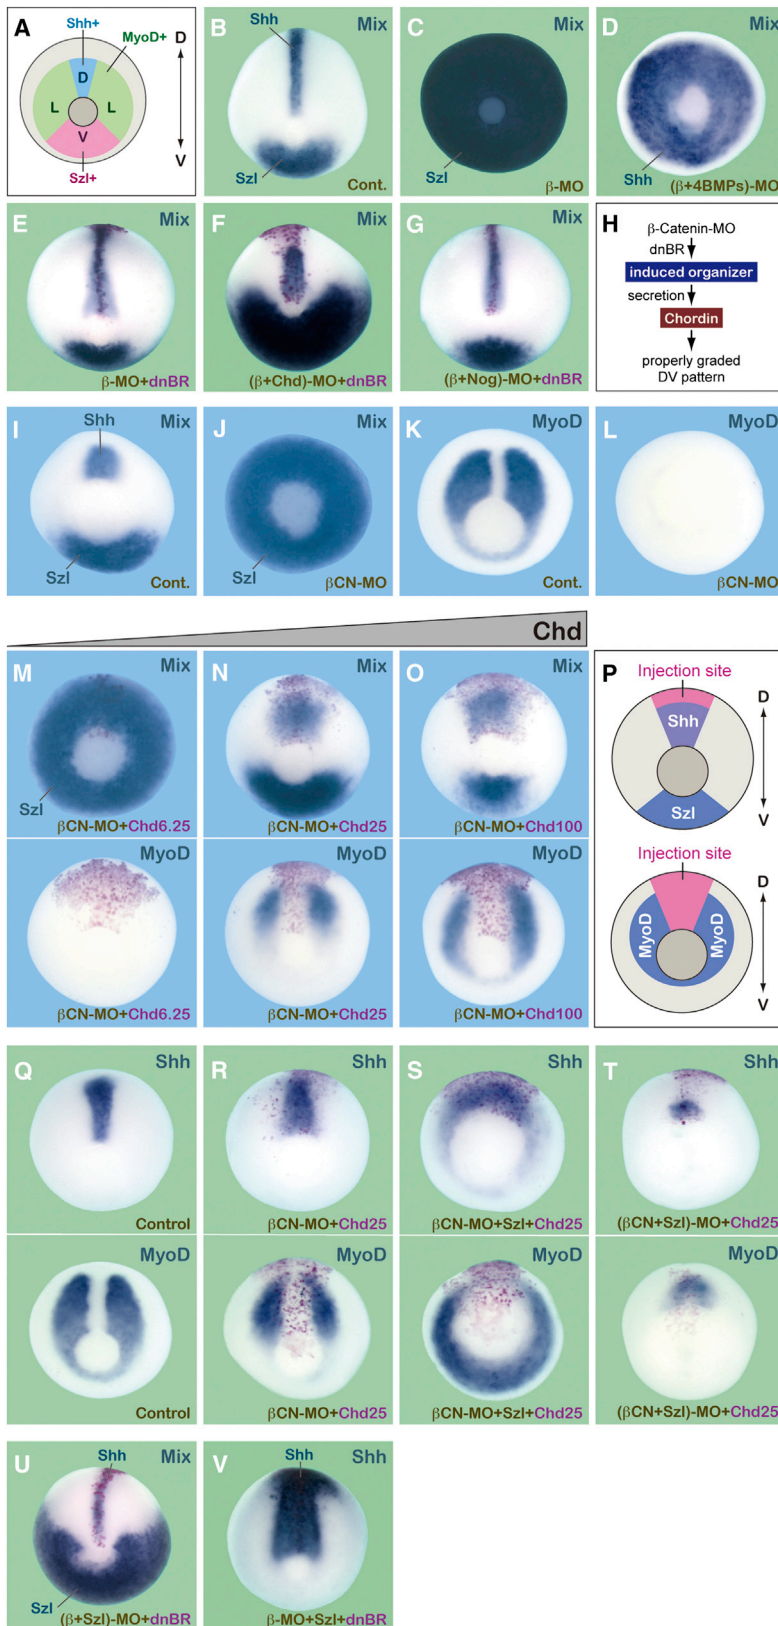 A
Shh+
MyoD+
D
D
L
L
V
V
Szl+
B
Shh
Mix
Szl
Cont.
C
Mix
Szl
β-MO
D
Mix
Shh
(β+4BMPs)-MO
E
Mix
β-MO+dnBR
F
Mix
(β+Chd)-MO+dnBR
G
Mix
(β+Nog)-MO+dnBR
H
β-Catenin-MO
dnBR
induced organizer
secretion
Chordin
properly graded
DV pattern
I
Shh
Mix
Szl
Cont.
J
Mix
Szl
βCN-MO
K
MyoD
Cont.
L
MyoD
βCN-MO
Chd
M
Mix
Szl
βCN-MO+Chd6.25
N
Mix
βCN-MO+Chd25
O
Mix
βCN-MO+Chd100
MyoD
βCN-MO+Chd6.25
MyoD
βCN-MO+Chd25
MyoD
βCN-MO+Chd100
P
Injection site
D
Shh
Szl
V
Injection site
D
MyoD
MyoD
V
Q
Shh
Control
R
Shh
βCN-MO+Chd25
S
Shh
βCN-MO+Szl+Chd25
T
Shh
(βCN+Szl)-MO+Chd25
MyoD
Control
MyoD
βCN-MO+Chd25
MyoD
βCN-MO+Szl+Chd25
MyoD
(βCN+Szl)-MO+Chd25
U
Shh
Mix
Szl
(β+Szl)-MO+dnBR
V
Shh
Shh
β-MO+Szl+dnBR